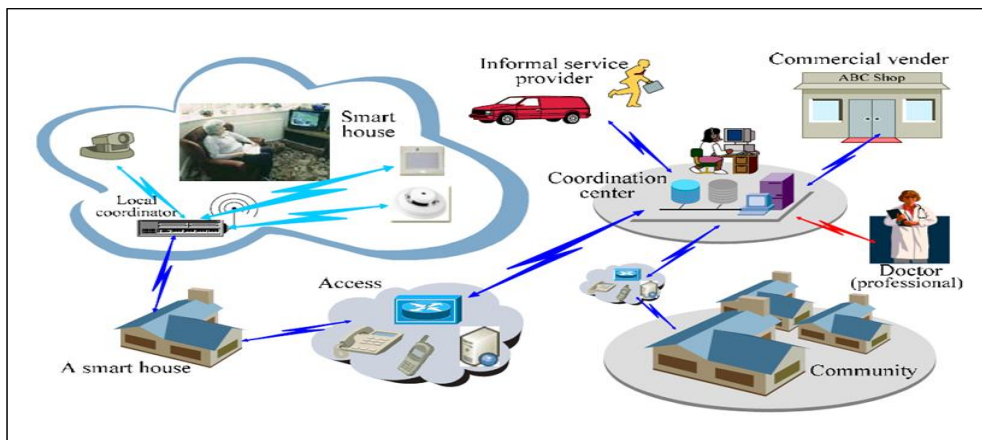 Smart
house
Local
coordinator
A smart house
Access
Informal service
provider
Commercial vender
ABC Shop
Coordination
center
Doctor
(professional)
Community